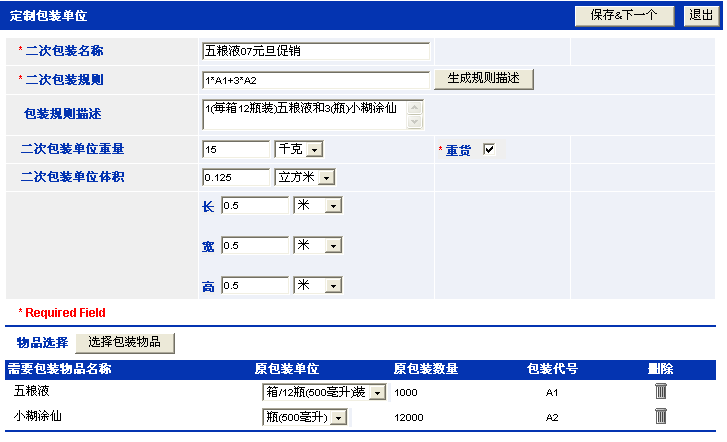 定制包装单位 保存&下一个 退出
* 二次包装名称 五粮液07元旦促销
* 二次包装规则 1*A1+3*A2 生成规则描述
包装规则描述 1(每箱12瓶装)五粮液和3(瓶)小糊涂仙
二次包装单位重量 15 千克 * 重货
二次包装单位体积 0.125 立方米
长 0.5 米
宽 0.5 米
高 0.5 米
* Required Field
物品选择 选择包装物品
需要包装物品名称 原包装单位 原包装数量 包装代号 删除
五粮液 箱/12瓶(500毫升)装 1000 A1
小糊涂仙 瓶(500毫升) 12000 A2